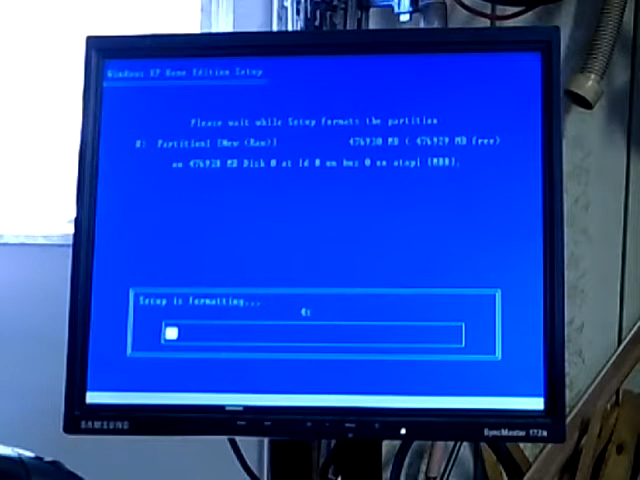 Windows XP Home Edition Setup
Please wait while Setup formats the partition
Partition1 [New (Raw)] 476930 MB ( 476929 MB free)
on 476938 MB Disk 0 at Id 0 on bus 0 on atapi [MBR].
Setup is formatting...
SAMSUNG
SyncMaster